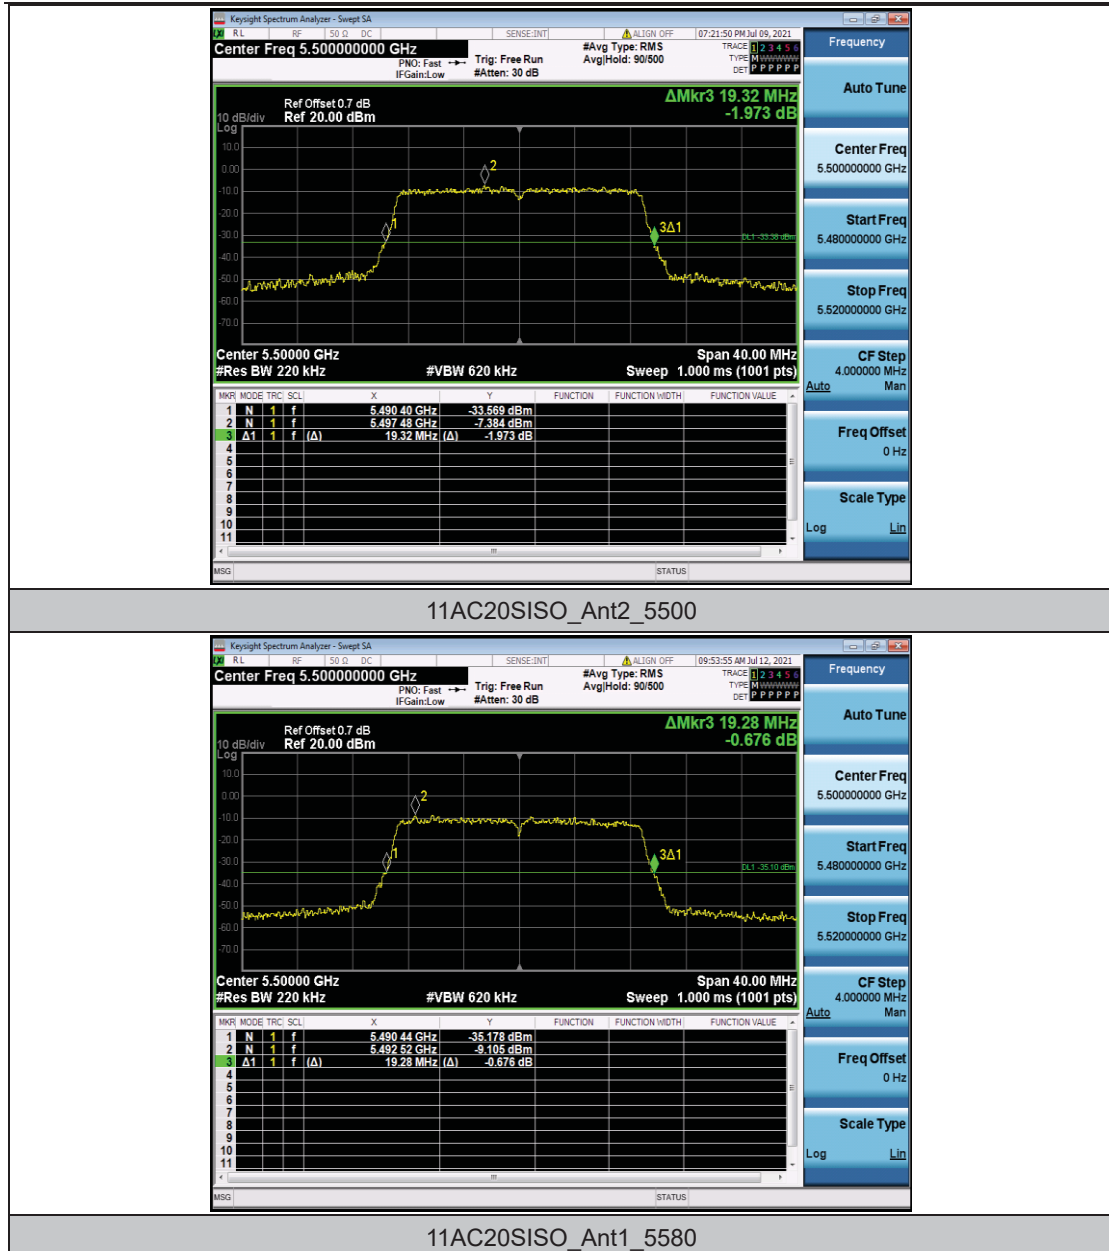 Keysight Spectrum Analyzer - Swept SA
RL RF 50 Ω DC SENSE:INT ALIGN OFF 07:21:50 PM Jul 09, 2021
Center Freq 5.500000000 GHz
PNO: Fast
IFGain:Low
Trig: Free Run
#Atten: 30 dB
#Avg Type: RMS
Avg|Hold: 90/500
TRACE 1 2 3 4 5 6
TYPE M WWWWW
DET P P P P P P
Ref Offset 0.7 dB
10 dB/div Ref 20.00 dBm
Log
ΔMkr3 19.32 MHz
-1.973 dB
10.0
0.00
-10.0
-20.0
-30.0
-40.0
-50.0
-60.0
-70.0
1
2
3Δ1
DL1 -33.38 dBm
Center 5.50000 GHz Span 40.00 MHz
#Res BW 220 kHz #VBW 620 kHz Sweep 1.000 ms (1001 pts)
MKR MODE TRC SCL X Y FUNCTION FUNCTION WIDTH FUNCTION VALUE
1 N 1 f 5.490 40 GHz -33.569 dBm
2 N 1 f 5.497 48 GHz -7.384 dBm
3 Δ1 1 f (Δ) 19.32 MHz (Δ) -1.973 dB
4
5
6
7
8
9
10
11
MSG STATUS
Frequency
Auto Tune
Center Freq
5.500000000 GHz
Start Freq
5.480000000 GHz
Stop Freq
5.520000000 GHz
CF Step
4.000000 MHz
Auto Man
Freq Offset
0 Hz
Scale Type
Log Lin
11AC20SISO_Ant2_5500
Keysight Spectrum Analyzer - Swept SA
RL RF 50 Ω DC SENSE:INT ALIGN OFF 09:53:55 AM Jul 12, 2021
Center Freq 5.500000000 GHz
PNO: Fast
IFGain:Low
Trig: Free Run
#Atten: 30 dB
#Avg Type: RMS
Avg|Hold: 90/500
TRACE 1 2 3 4 5 6
TYPE M WWWWW
DET P P P P P P
Ref Offset 0.7 dB
10 dB/div Ref 20.00 dBm
Log
ΔMkr3 19.28 MHz
-0.676 dB
10.0
0.00
-10.0
-20.0
-30.0
-40.0
-50.0
-60.0
-70.0
1
2
3Δ1
DL1 -35.10 dBm
Center 5.50000 GHz Span 40.00 MHz
#Res BW 220 kHz #VBW 620 kHz Sweep 1.000 ms (1001 pts)
MKR MODE TRC SCL X Y FUNCTION FUNCTION WIDTH FUNCTION VALUE
1 N 1 f 5.490 44 GHz -35.178 dBm
2 N 1 f 5.492 52 GHz -9.105 dBm
3 Δ1 1 f (Δ) 19.28 MHz (Δ) -0.676 dB
4
5
6
7
8
9
10
11
MSG STATUS
Frequency
Auto Tune
Center Freq
5.500000000 GHz
Start Freq
5.480000000 GHz
Stop Freq
5.520000000 GHz
CF Step
4.000000 MHz
Auto Man
Freq Offset
0 Hz
Scale Type
Log Lin
11AC20SISO_Ant1_5580